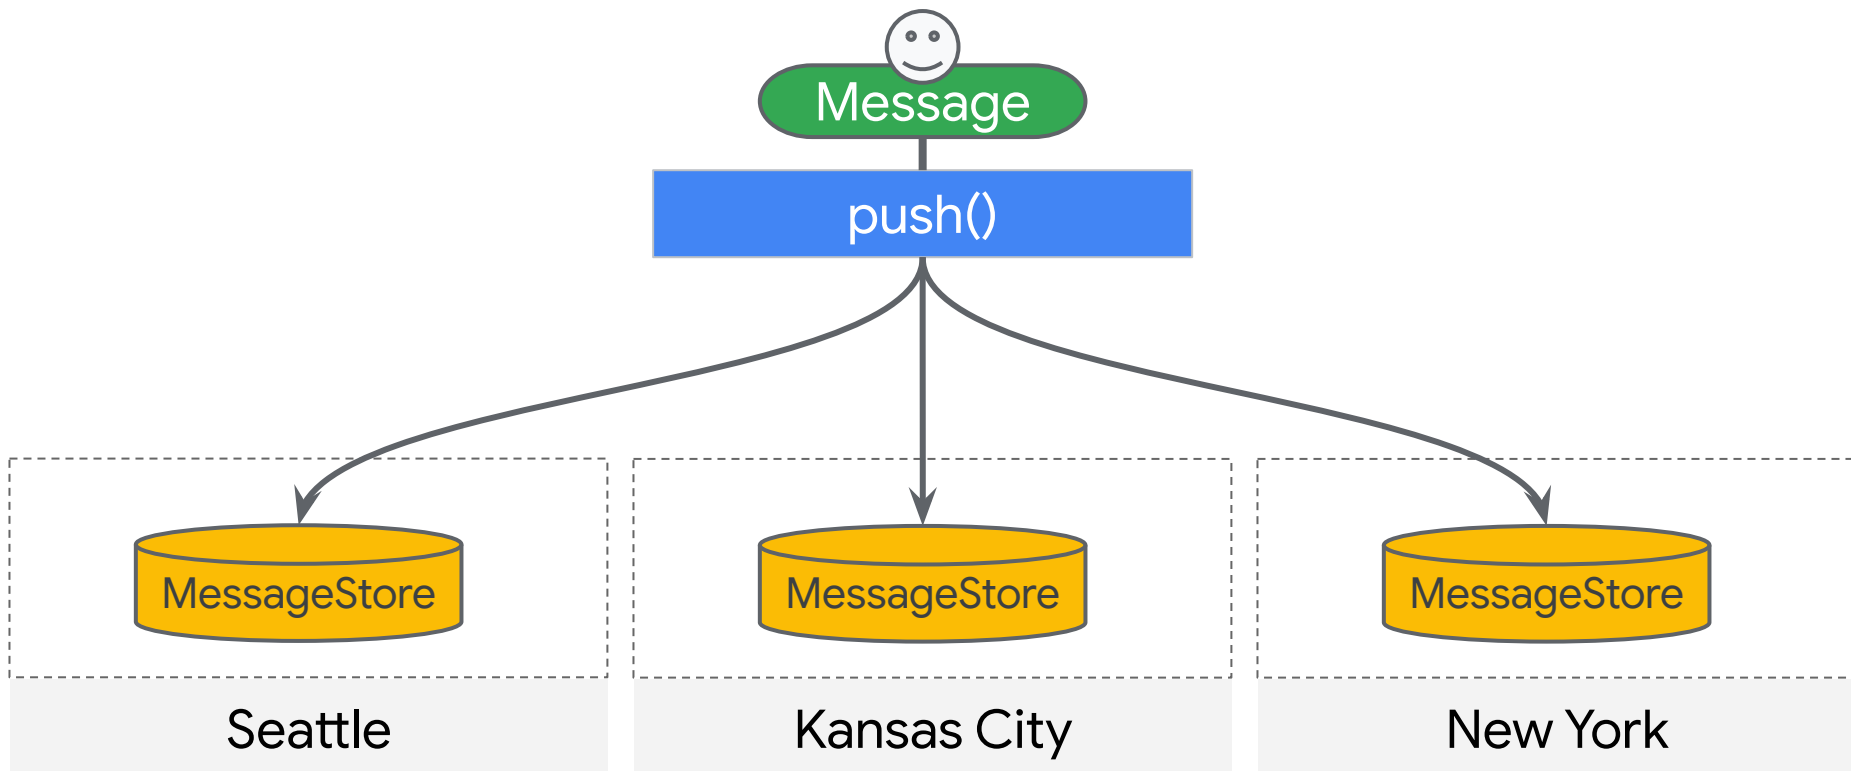 Message
push()
MessageStore
MessageStore
MessageStore
Seattle
Kansas City
New York